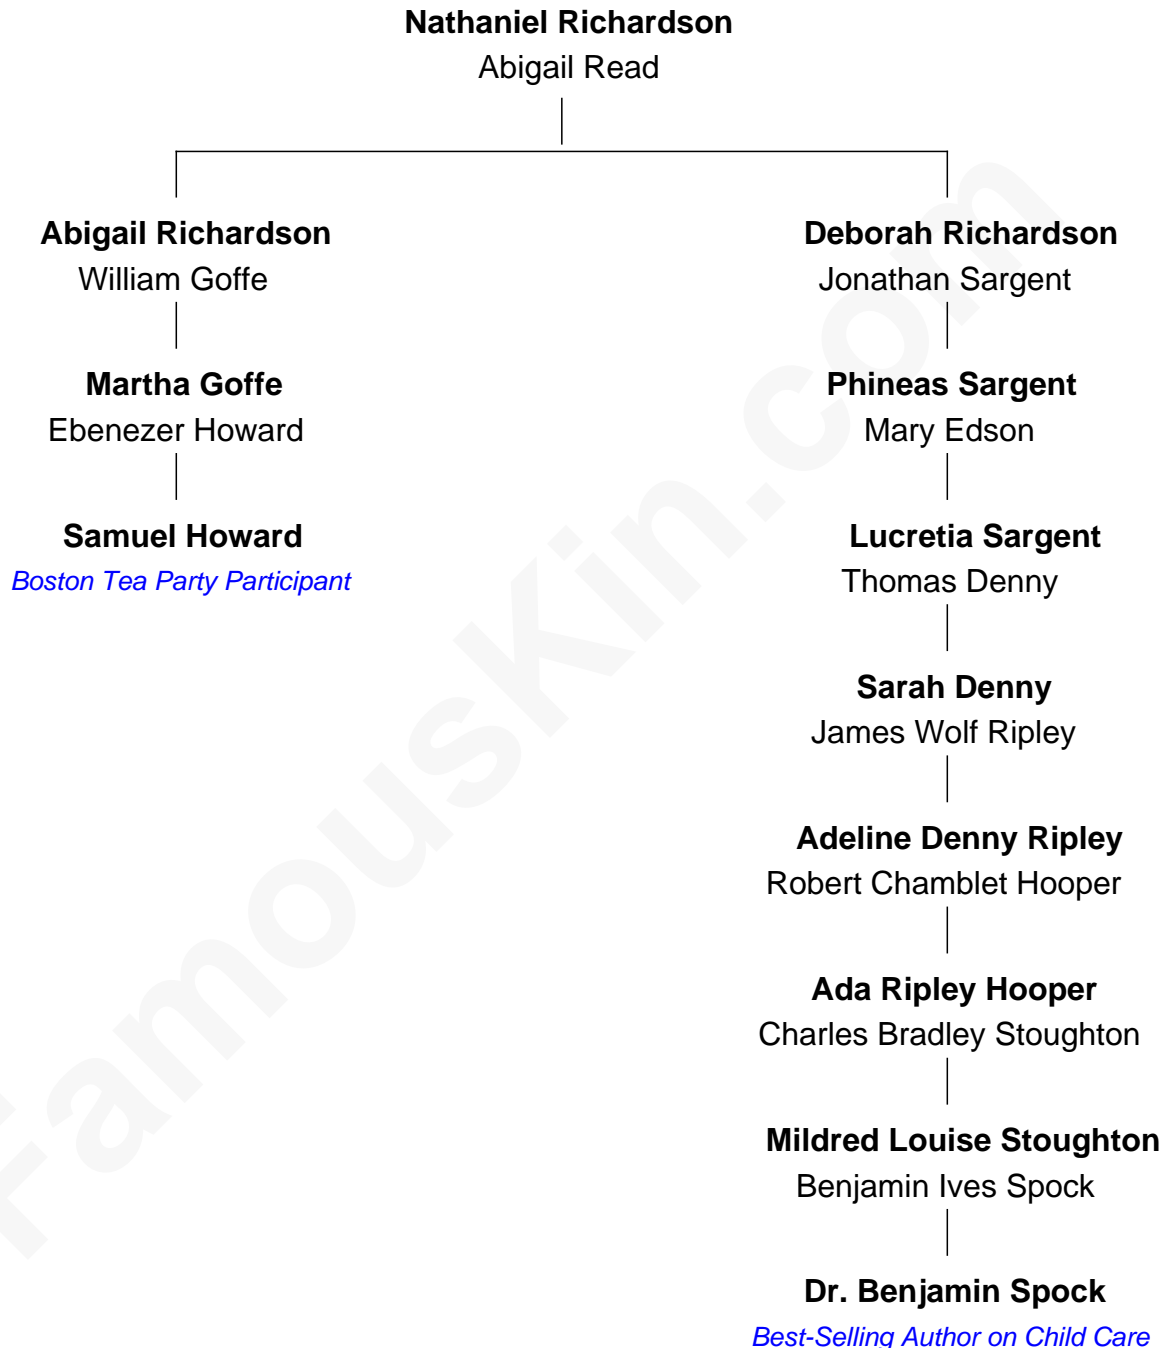 Nathaniel Richardson
Abigail Read
Abigail Richardson
William Goffe
Martha Goffe
Ebenezer Howard
Samuel Howard
Boston Tea Party Participant
Deborah Richardson
Jonathan Sargent
Phineas Sargent
Mary Edson
Lucretia Sargent
Thomas Denny
Sarah Denny
James Wolf Ripley
Adeline Denny Ripley
Robert Chamblet Hooper
Ada Ripley Hooper
Charles Bradley Stoughton
Mildred Louise Stoughton
Benjamin Ives Spock
Dr. Benjamin Spock
Best-Selling Author on Child Care
FamousKin.com